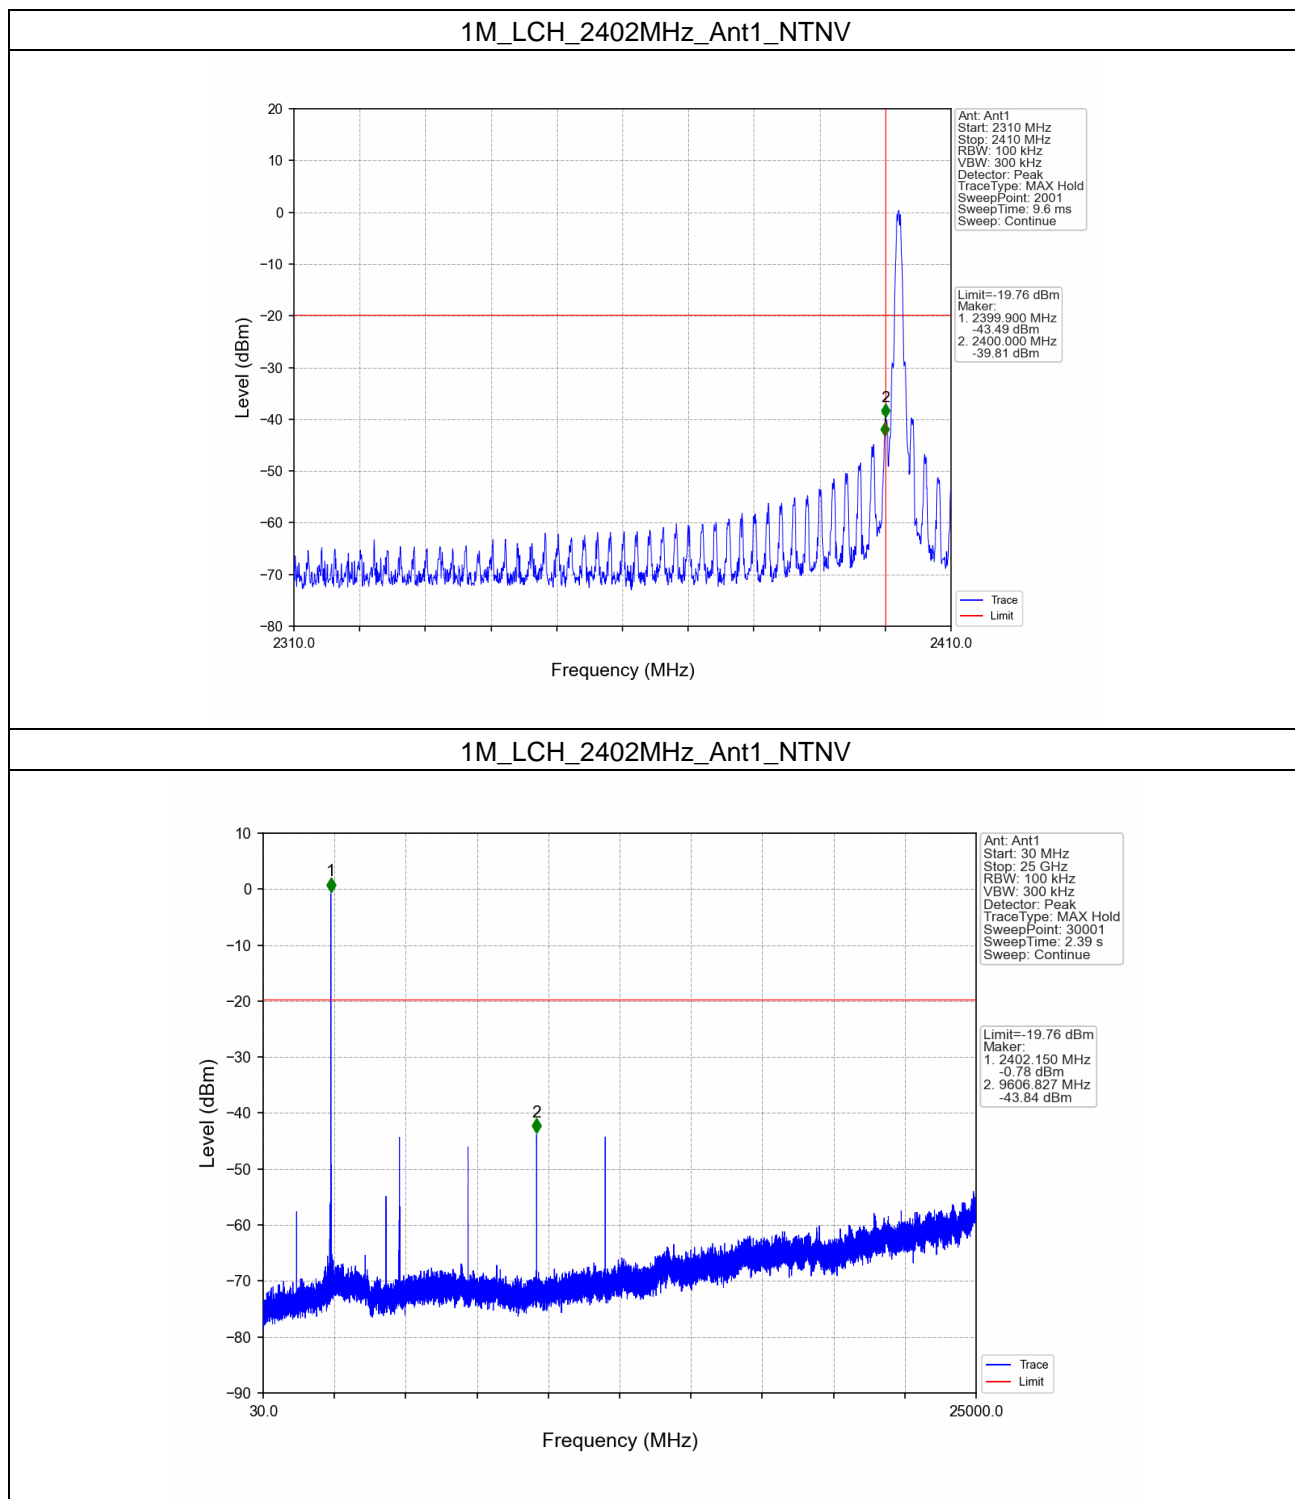 1M_LCH_2402MHz_Ant1_NTNV
20
10
0
−10
−20
−30
−40
−50
−60
−70
−80
Level (dBm)
2310.0
2410.0
Frequency (MHz)
2
Ant: Ant1
Start: 2310 MHz
Stop: 2410 MHz
RBW: 100 kHz
VBW: 300 kHz
Detector: Peak
TraceType: MAX Hold
SweepPoint: 2001
SweepTime: 9.6 ms
Sweep: Continue
Limit=-19.76 dBm
Maker:
1. 2399.900 MHz
-43.49 dBm
2. 2400.000 MHz
-39.81 dBm
Trace
Limit
1M_LCH_2402MHz_Ant1_NTNV
10
0
−10
−20
−30
−40
−50
−60
−70
−80
−90
Level (dBm)
30.0
25000.0
Frequency (MHz)
1
2
Ant: Ant1
Start: 30 MHz
Stop: 25 GHz
RBW: 100 kHz
VBW: 300 kHz
Detector: Peak
TraceType: MAX Hold
SweepPoint: 30001
SweepTime: 2.39 s
Sweep: Continue
Limit=-19.76 dBm
Maker:
1. 2402.150 MHz
-0.78 dBm
2. 9606.827 MHz
-43.84 dBm
Trace
Limit